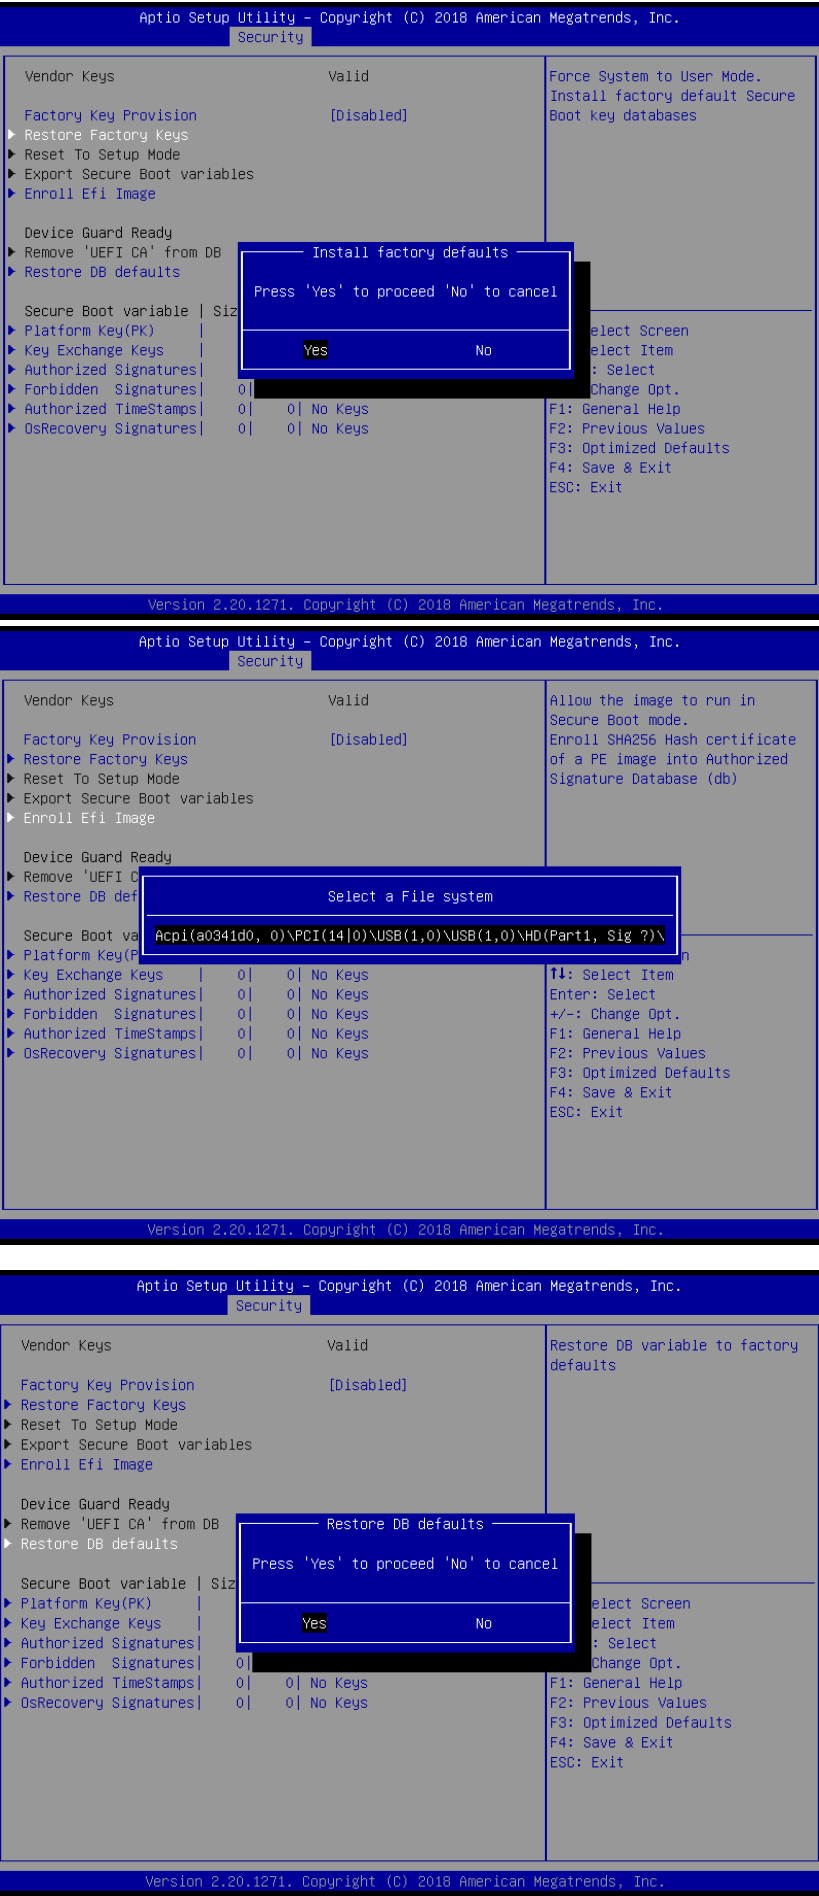 Aptio Setup Utility – Copyright (C) 2018 American Megatrends, Inc.
Security
Vendor Keys Valid
Factory Key Provision [Disabled]
Restore Factory Keys
Reset To Setup Mode
Export Secure Boot variables
Enroll Efi Image
Device Guard Ready
Remove 'UEFI CA' from DB
Restore DB defaults
Secure Boot variable | Siz
Platform Key(PK) |
Key Exchange Keys |
Authorized Signatures|
Forbidden Signatures| 0|
Authorized TimeStamps| 0| 0| No Keys
OsRecovery Signatures| 0| 0| No Keys
Install factory defaults
Press 'Yes' to proceed 'No' to cancel
Yes No
Force System to User Mode.
Install factory default Secure
Boot key databases
elect Screen
elect Item
: Select
Change Opt.
F1: General Help
F2: Previous Values
F3: Optimized Defaults
F4: Save & Exit
ESC: Exit
Version 2.20.1271. Copyright (C) 2018 American Megatrends, Inc.
Aptio Setup Utility – Copyright (C) 2018 American Megatrends, Inc.
Security
Vendor Keys Valid
Factory Key Provision [Disabled]
Restore Factory Keys
Reset To Setup Mode
Export Secure Boot variables
Enroll Efi Image
Device Guard Ready
Remove 'UEFI C
Restore DB def
Secure Boot va
Platform Key(P
Key Exchange Keys | 0| 0| No Keys
Authorized Signatures| 0| 0| No Keys
Forbidden Signatures| 0| 0| No Keys
Authorized TimeStamps| 0| 0| No Keys
OsRecovery Signatures| 0| 0| No Keys
Select a File system
Acpi(a0341d0, 0)\PCI(14|0)\USB(1,0)\USB(1,0)\HD(Part1, Sig ?)\
Allow the image to run in
Secure Boot mode.
Enroll SHA256 Hash certificate
of a PE image into Authorized
Signature Database (db)
n
↑↓: Select Item
Enter: Select
+/-: Change Opt.
F1: General Help
F2: Previous Values
F3: Optimized Defaults
F4: Save & Exit
ESC: Exit
Version 2.20.1271. Copyright (C) 2018 American Megatrends, Inc.
Aptio Setup Utility – Copyright (C) 2018 American Megatrends, Inc.
Security
Vendor Keys Valid
Factory Key Provision [Disabled]
Restore Factory Keys
Reset To Setup Mode
Export Secure Boot variables
Enroll Efi Image
Device Guard Ready
Remove 'UEFI CA' from DB
Restore DB defaults
Secure Boot variable | Siz
Platform Key(PK) |
Key Exchange Keys |
Authorized Signatures|
Forbidden Signatures| 0|
Authorized TimeStamps| 0| 0| No Keys
OsRecovery Signatures| 0| 0| No Keys
Restore DB defaults
Press 'Yes' to proceed 'No' to cancel
Yes No
Restore DB variable to factory
defaults
elect Screen
elect Item
: Select
Change Opt.
F1: General Help
F2: Previous Values
F3: Optimized Defaults
F4: Save & Exit
ESC: Exit
Version 2.20.1271. Copyright (C) 2018 American Megatrends, Inc.